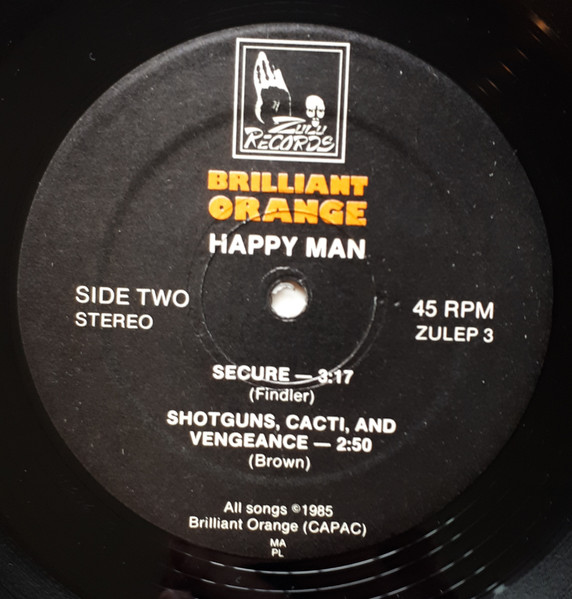 ZULU
RECORDS
BRILLIANT
ORANGE
HAPPY MAN
SIDE TWO
STEREO
45 RPM
ZULEP 3
SECURE — 3:17
(Findler)
SHOTGUNS, CACTI, AND
VENGEANCE — 2:50
(Brown)
All songs ©1985
Brilliant Orange (CAPAC)
MA
PL